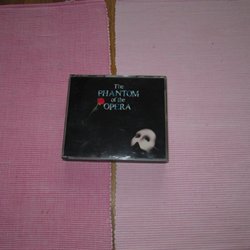 The
PHANTOM
of the
OPERA